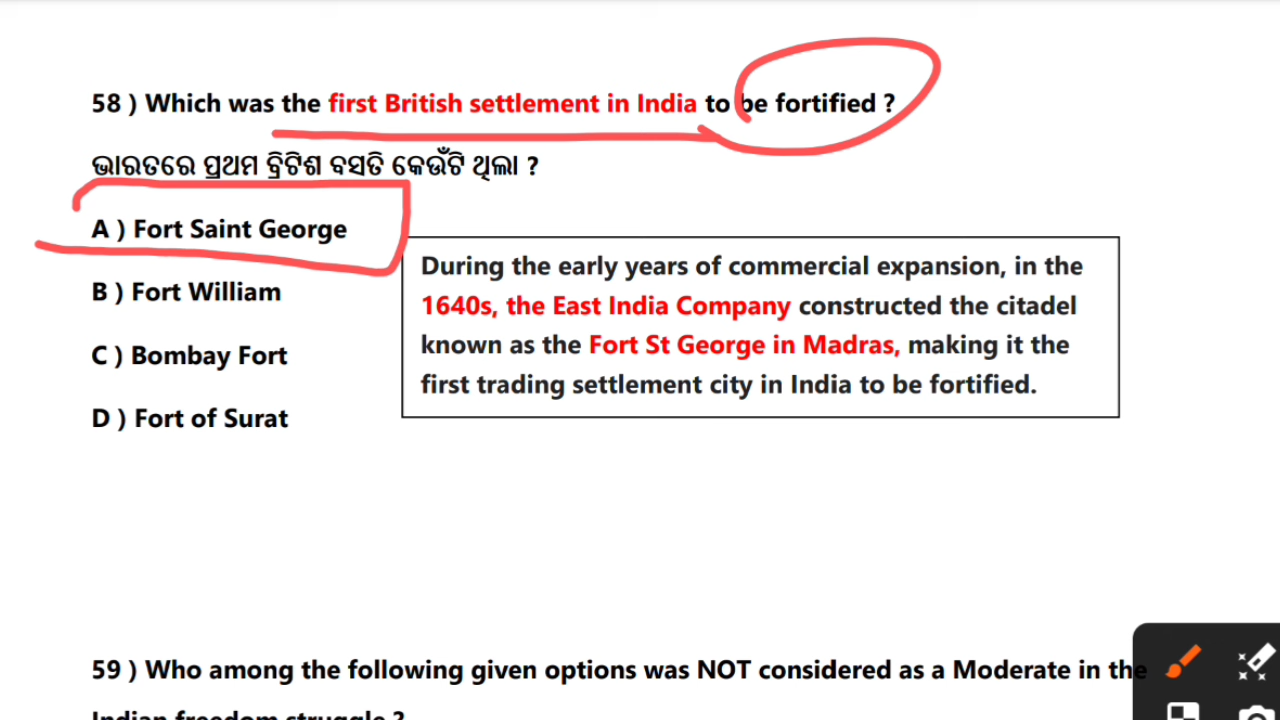 58 ) Which was the first British settlement in India to be fortified ?
ଭାରତରେ ପ୍ରଥମ ବ୍ରିଟିଶ ବସତି କେଉଁଟି ଥିଲା ?
A ) Fort Saint George
B ) Fort William
C ) Bombay Fort
D ) Fort of Surat
During the early years of commercial expansion, in the
1640s, the East India Company constructed the citadel
known as the Fort St George in Madras, making it the
first trading settlement city in India to be fortified.
59 ) Who among the following given options was NOT considered as a Moderate in the
Indian freedom struggle ?